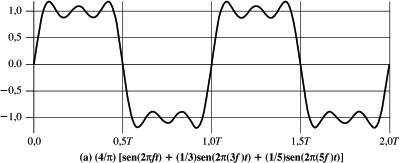 1,0
0,5
0.0
−0,5
−1,0
0,0
0,5T
1,0T
1,5T
2,0T
(a) (4/π) [sen(2πft) + (1/3)sen(2π(3f)t) + (1/5)sen(2π(5f)t)]